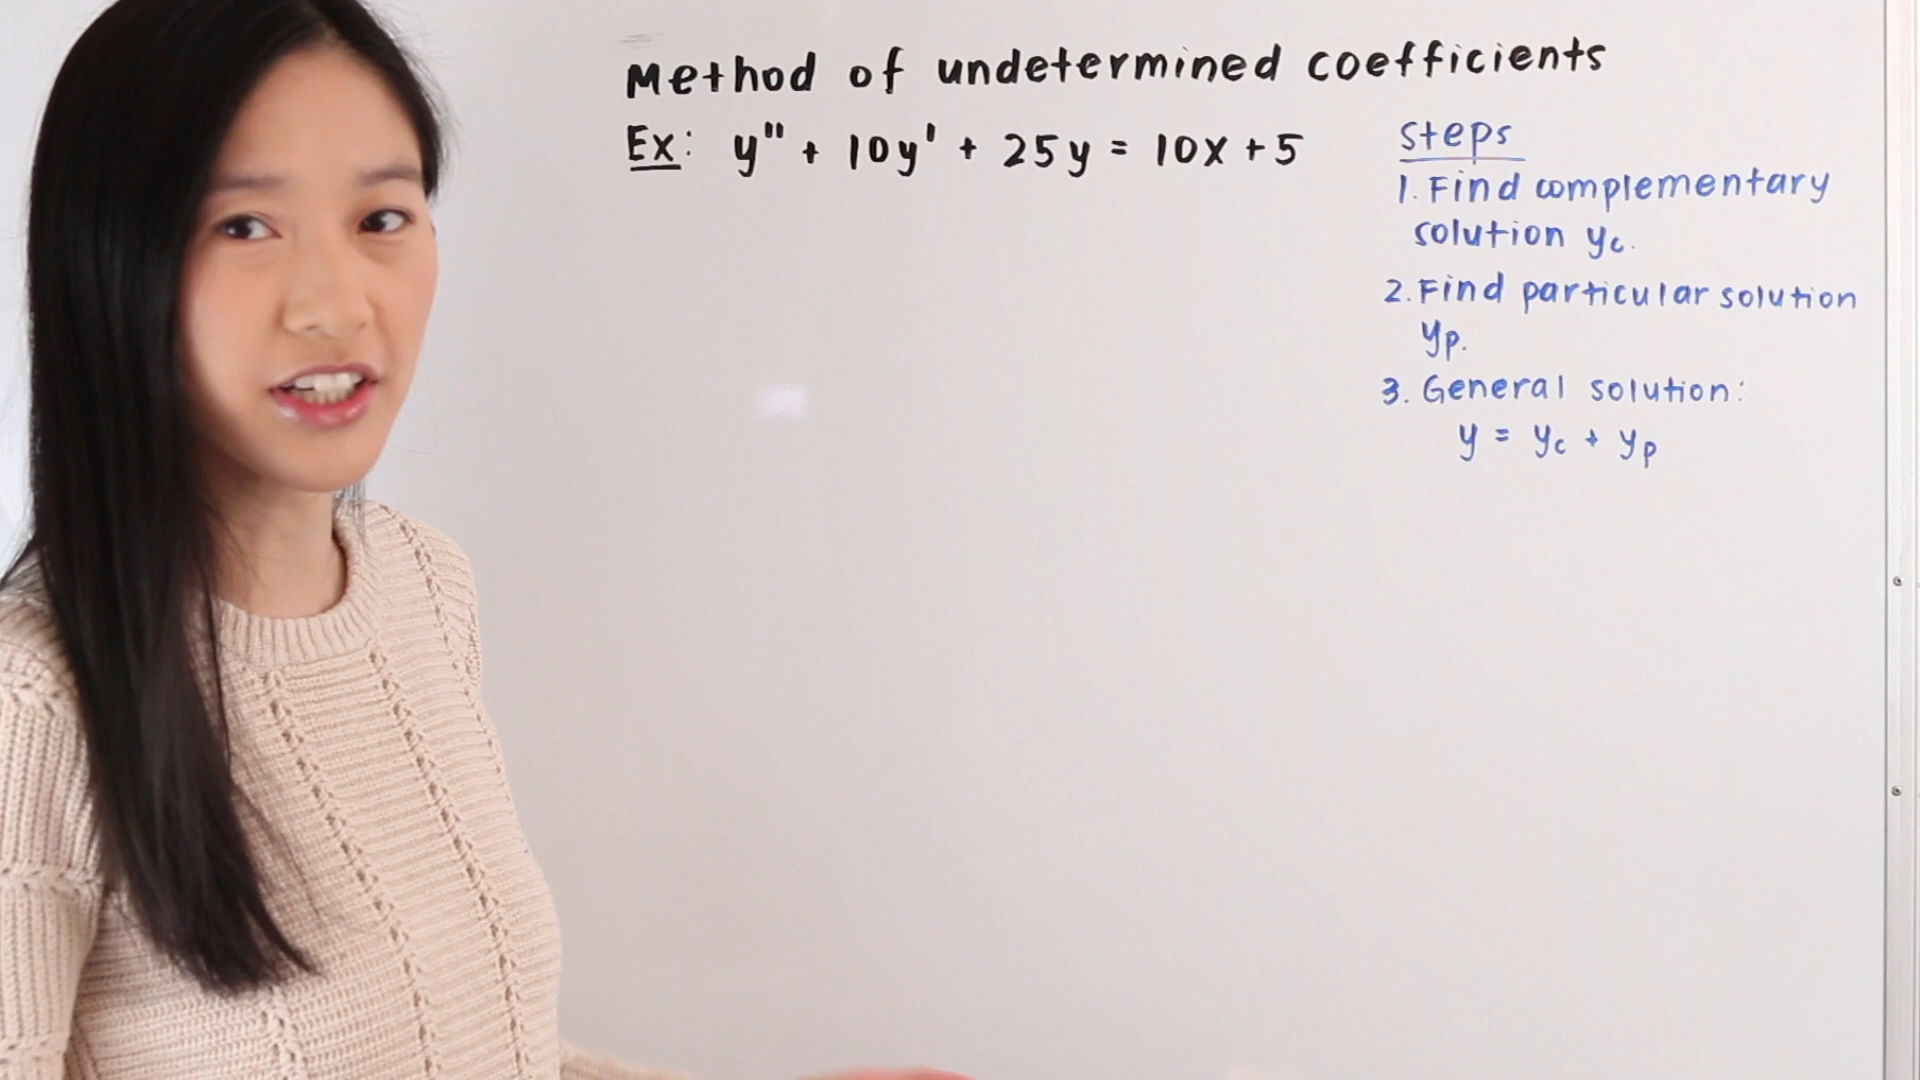 Method of undetermined coefficients
Ex: y" + 10y' + 25y = 10x + 5
Steps
1. Find complementary
solution yc.
2. Find particular solution
yp.
3. General solution:
y = yc + yp